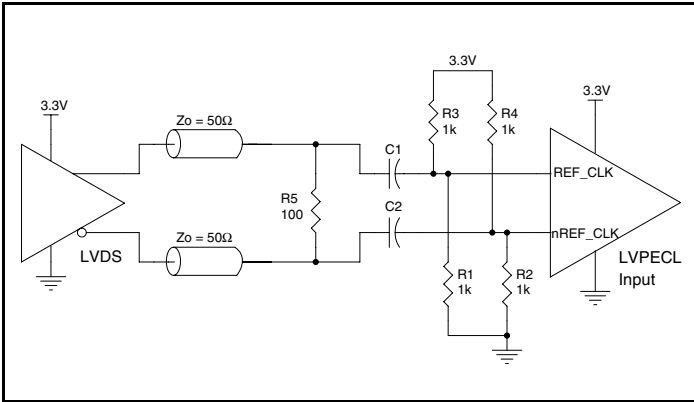 3.3V
3.3V
3.3V
Zo = 50Ω
R3
1k
R4
1k
C1
REF_CLK
R5
100
C2
Zo = 50Ω
nREF_CLK
LVDS
LVPECL
Input
R1
1k
R2
1k